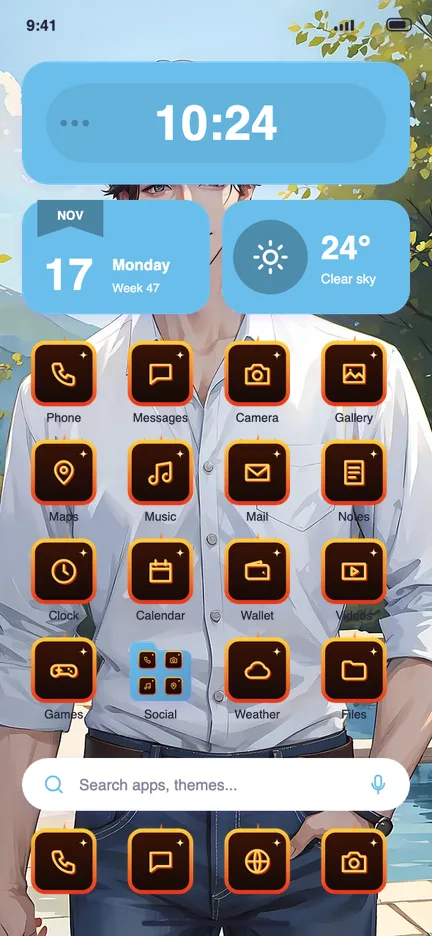 9:41
10:24
NOV
17
Monday
Week 47
24°
Clear sky
Phone
Messages
Camera
Gallery
Maps
Music
Mail
Notes
Clock
Calendar
Wallet
Videos
Games
Social
Weather
Files
Search apps, themes...